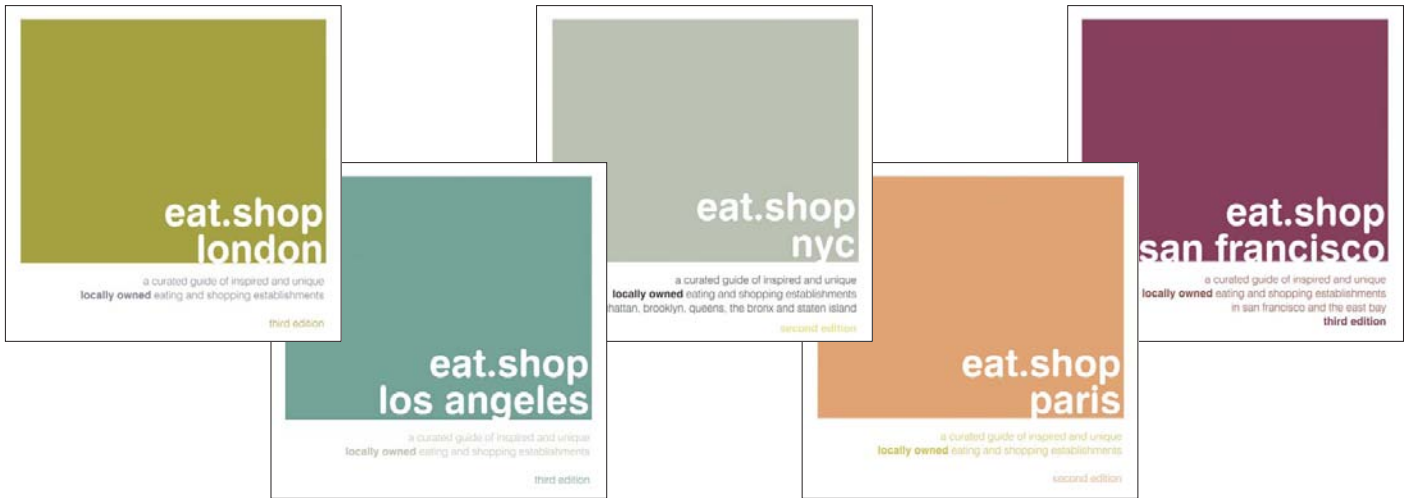 eat.shop
london
a curated guide of inspired and unique
locally owned eating and shopping establishments
third edition
eat.shop
los angeles
a curated guide of inspired and unique
locally owned eating and shopping establishments
third edition
eat.shop
nyc
a curated guide of inspired and unique
locally owned eating and shopping establishments
hattan, brooklyn, queens, the bronx and staten island
second edition
eat.shop
paris
a curated guide of inspired and unique
locally owned eating and shopping establishments
second edition
eat.shop
san francisco
a curated guide of inspired and unique
locally owned eating and shopping establishments
in san francisco and the east bay
third edition